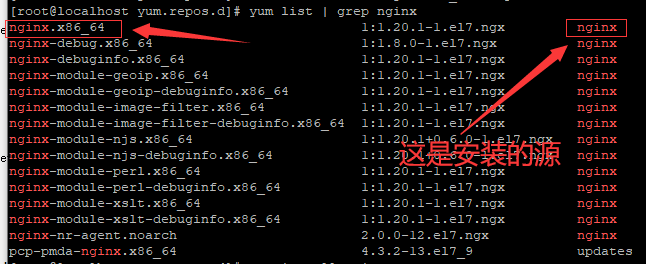 [root@localhost yum.repos.d]# yum list | grep nginx
nginx.x86_64 1:1.20.1-1.el7.ngx nginx
nginx-debug.x86_64 1:1.8.0-1.el7.ngx nginx
nginx-debuginfo.x86_64 1:1.20.1-1.el7.ngx nginx
nginx-module-geoip.x86_64 1:1.20.1-1.el7.ngx nginx
nginx-module-geoip-debuginfo.x86_64 1:1.20.1-1.el7.ngx nginx
nginx-module-image-filter.x86_64 1:1.20.1-1.el7.ngx nginx
nginx-module-image-filter-debuginfo.x86_64 1:1.20.1-1.el7.ngx nginx
nginx-module-njs.x86_64 1:1.20.1+0.6.0-1.el7.ngx nginx
这是安装的源
nginx-module-njs-debuginfo.x86_64 nginx
nginx-module-perl.x86_64 1:1.20.1-1.el7.ngx nginx
nginx-module-perl-debuginfo.x86_64 1:1.20.1-1.el7.ngx nginx
nginx-module-xslt.x86_64 1:1.20.1-1.el7.ngx nginx
nginx-module-xslt-debuginfo.x86_64 1:1.20.1-1.el7.ngx nginx
nginx-nr-agent.noarch 2.0.0-12.el7.ngx nginx
pcp-pmda-nginx.x86_64 4.3.2-13.el7_9 updates